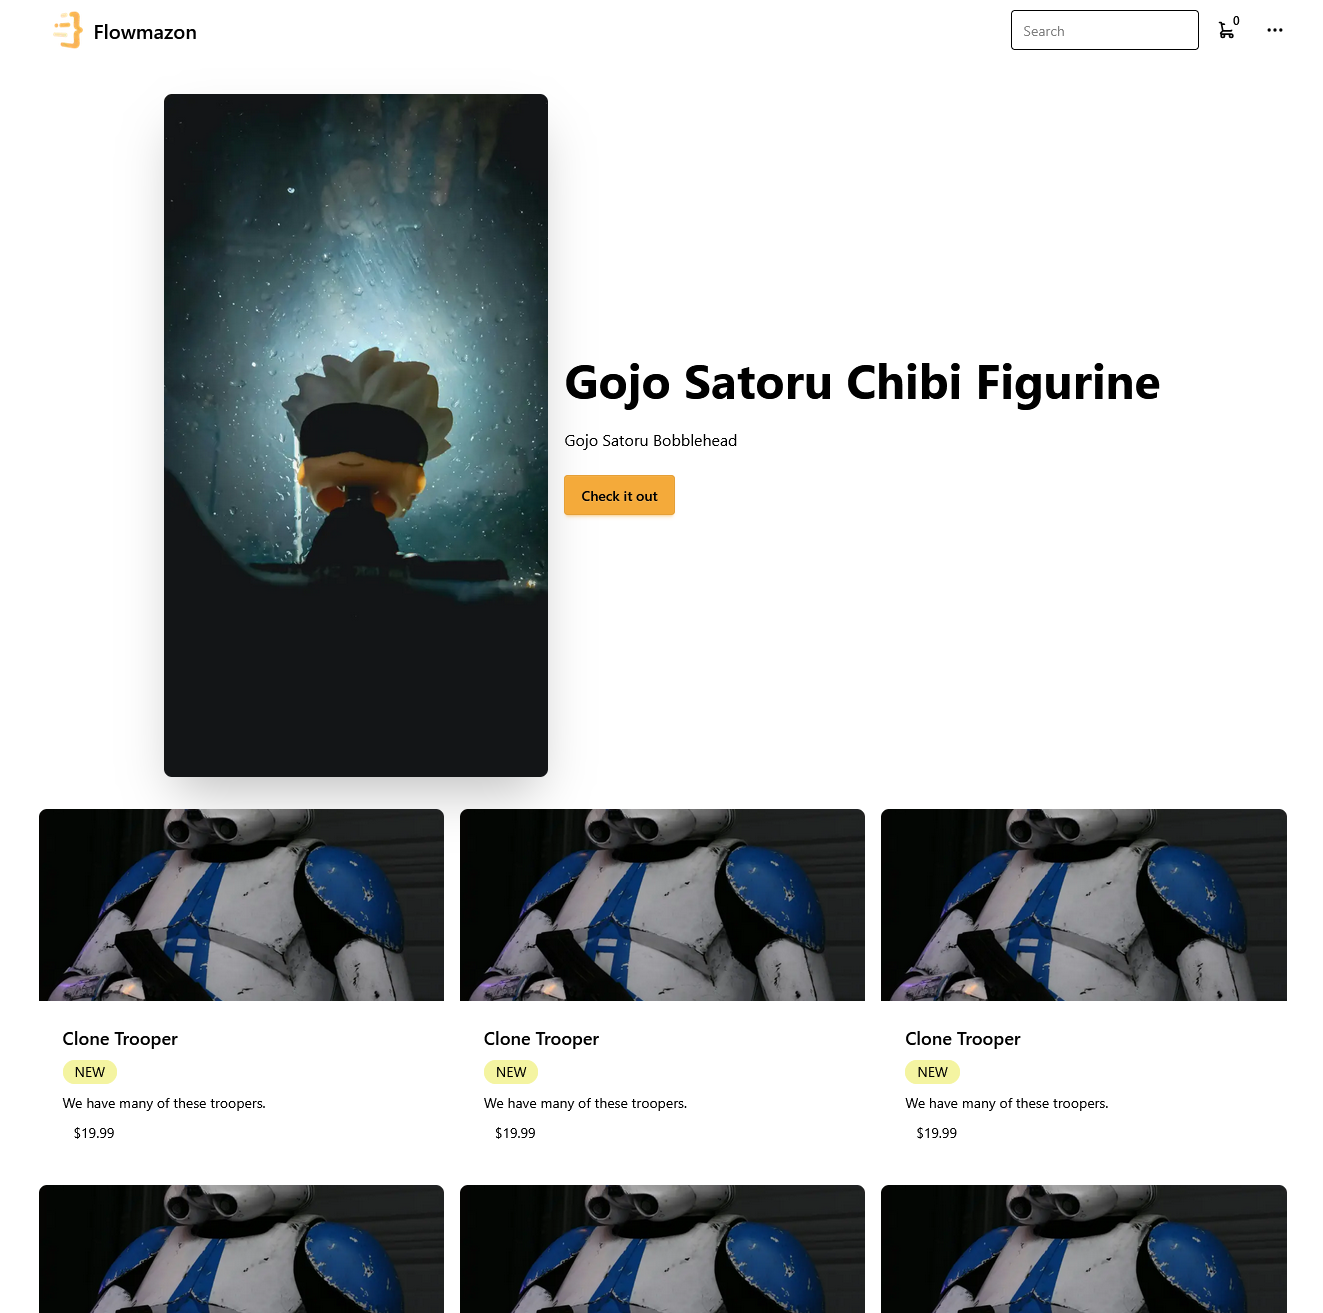 Flowmazon
Search
0
Gojo Satoru Chibi Figurine
Gojo Satoru Bobblehead
Check it out
Clone Trooper
NEW
We have many of these troopers.
$19.99
Clone Trooper
NEW
We have many of these troopers.
$19.99
Clone Trooper
NEW
We have many of these troopers.
$19.99